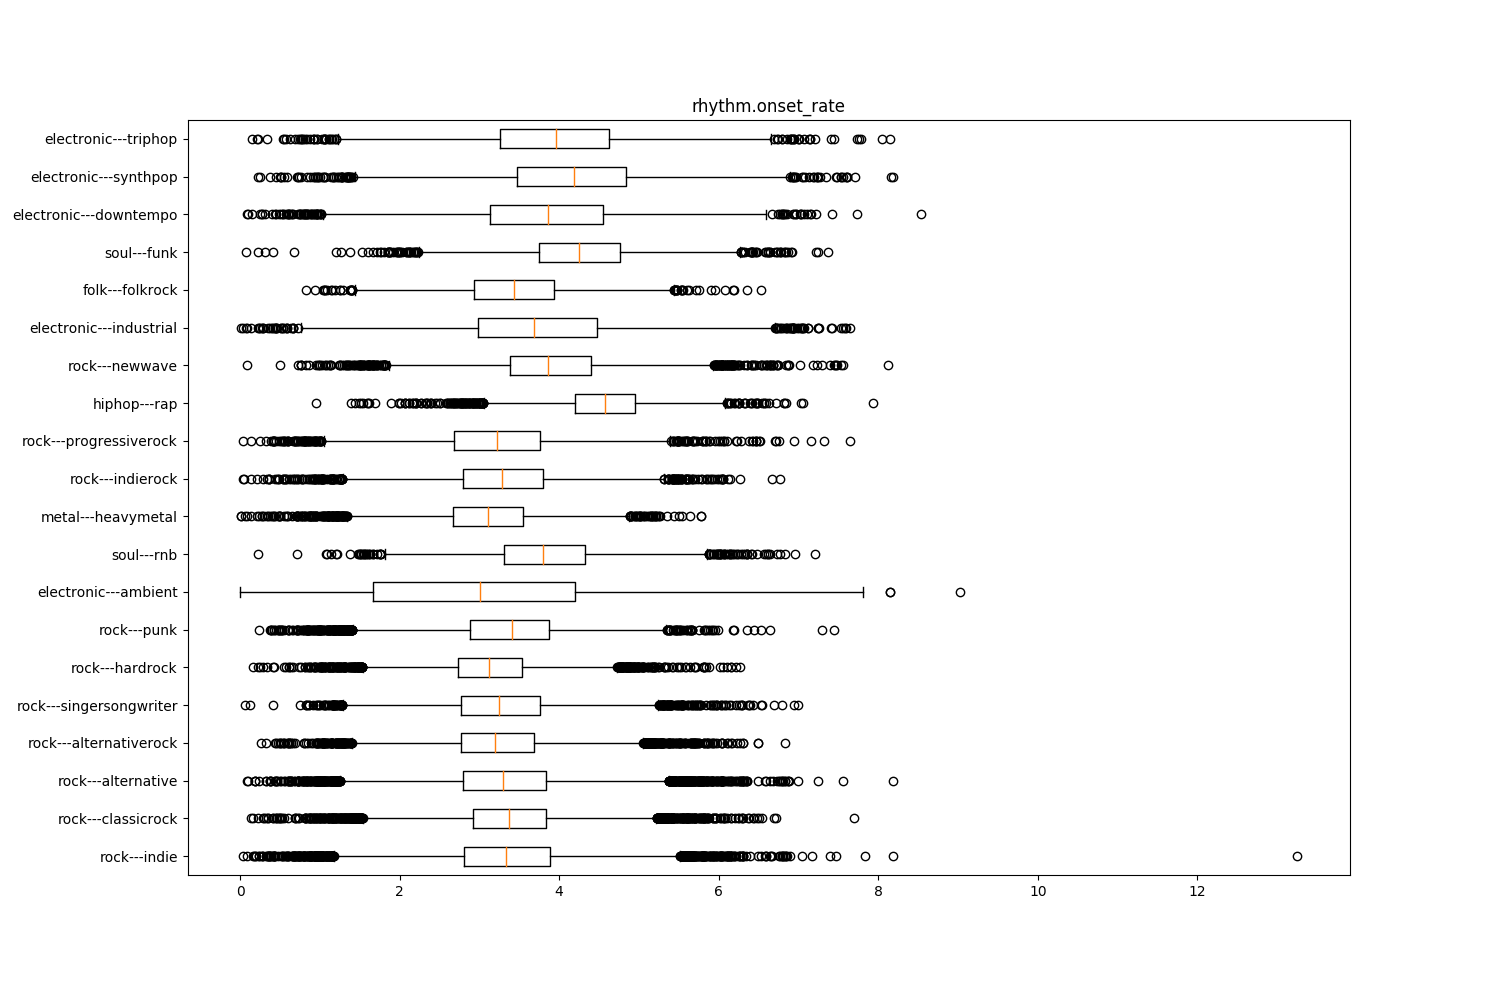 rhythm.onset_rate
electronic---triphop
electronic---synthpop
electronic---downtempo
soul---funk
folk---folkrock
electronic---industrial
rock---newwave
hiphop---rap
rock---progressiverock
rock---indierock
metal---heavymetal
soul---rnb
electronic---ambient
rock---punk
rock---hardrock
rock---singersongwriter
rock---alternativerock
rock---alternative
rock---classicrock
rock---indie
0 2 4 6 8 10 12